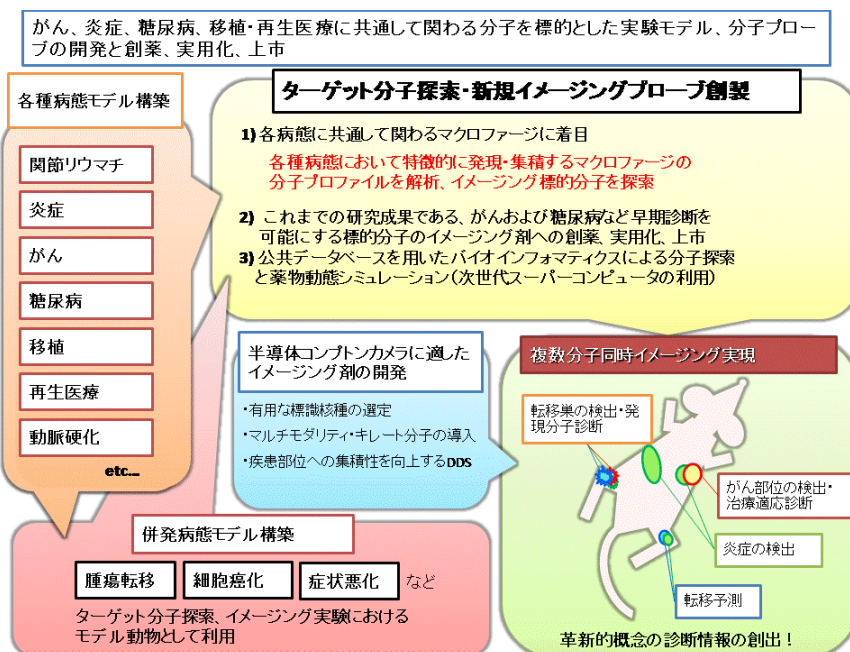 がん、炎症、糖尿病、移植・再生医療に共通して関わる分子を標的とした実験モデル、分子プロー
ブの開発と創薬、実用化、上市
各種病態モデル構築
関節リウマチ
炎症
がん
糖尿病
移植
再生医療
動脈硬化
etc...
ターゲット分子探索・新規イメージングプローブ創製
1) 各病態に共通して関わるマクロファージに着目
各種病態において特徴的に発現・集積するマクロファージの
分子プロファイルを解析、イメージング標的分子を探索
2) これまでの研究成果である、がんおよび糖尿病など早期診断を
可能にする標的分子のイメージング剤への創薬、実用化、上市
3) 公共データベースを用いたバイオインフォマティクスによる分子探索
と薬物動態シミュレーション(次世代スーパーコンピュータの利用)
半導体コンプトンカメラに適した
イメージング剤の開発
・有用な標識核種の選定
・マルチモダリティ・キレート分子の導入
・疾患部位への集積性を向上するDDS
複数分子同時イメージング実現
転移巣の検出・発
現分子診断
がん部位の検出・
治療適応診断
炎症の検出
転移予測
革新的概念の診断情報の創出！
併発病態モデル構築
腫瘍転移
細胞癌化
症状悪化
など
ターゲット分子探索、イメージング実験における
モデル動物として利用